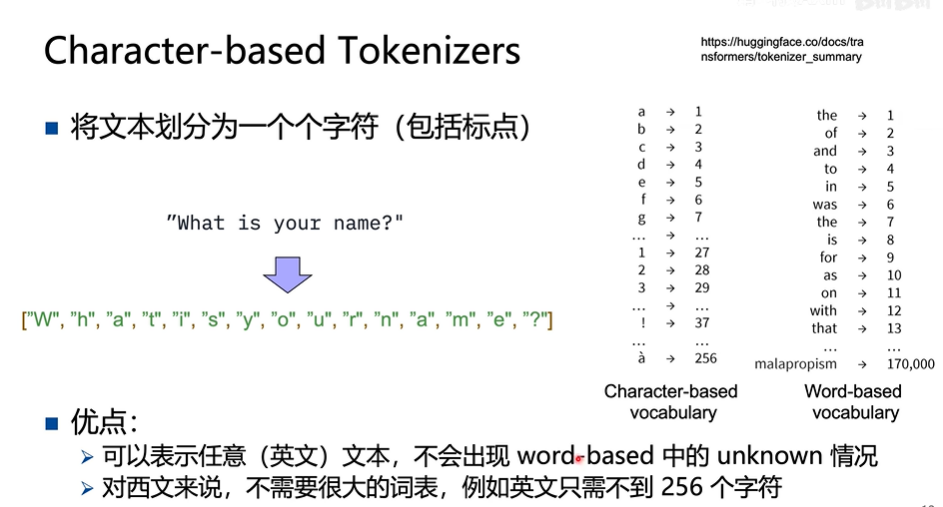 Character-based Tokenizers
https://huggingface.co/docs/tra
nsformers/tokenizer_summary
将文本划分为一个个字符（包括标点）
”What is your name?"
[”W", ”h", ”a", ”t", ”i", ”s", ”y", ”o", ”u", ”r", ”n", ”a", ”m", ”e", ”?"]
a → 1
b → 2
c → 3
d → 4
e → 5
f → 6
g → 7
... → ...
1 → 27
2 → 28
3 → 29
... → ...
! → 37
... ...
à → 256
Character-based
vocabulary
the → 1
of → 2
and → 3
to → 4
in → 5
was → 6
the → 7
is → 8
for → 9
as → 10
on → 11
with → 12
that → 13
... ...
malapropism → 170,000
Word-based
vocabulary
优点：
可以表示任意（英文）文本，不会出现 word-based 中的 unknown 情况
对西文来说，不需要很大的词表，例如英文只需不到 256 个字符